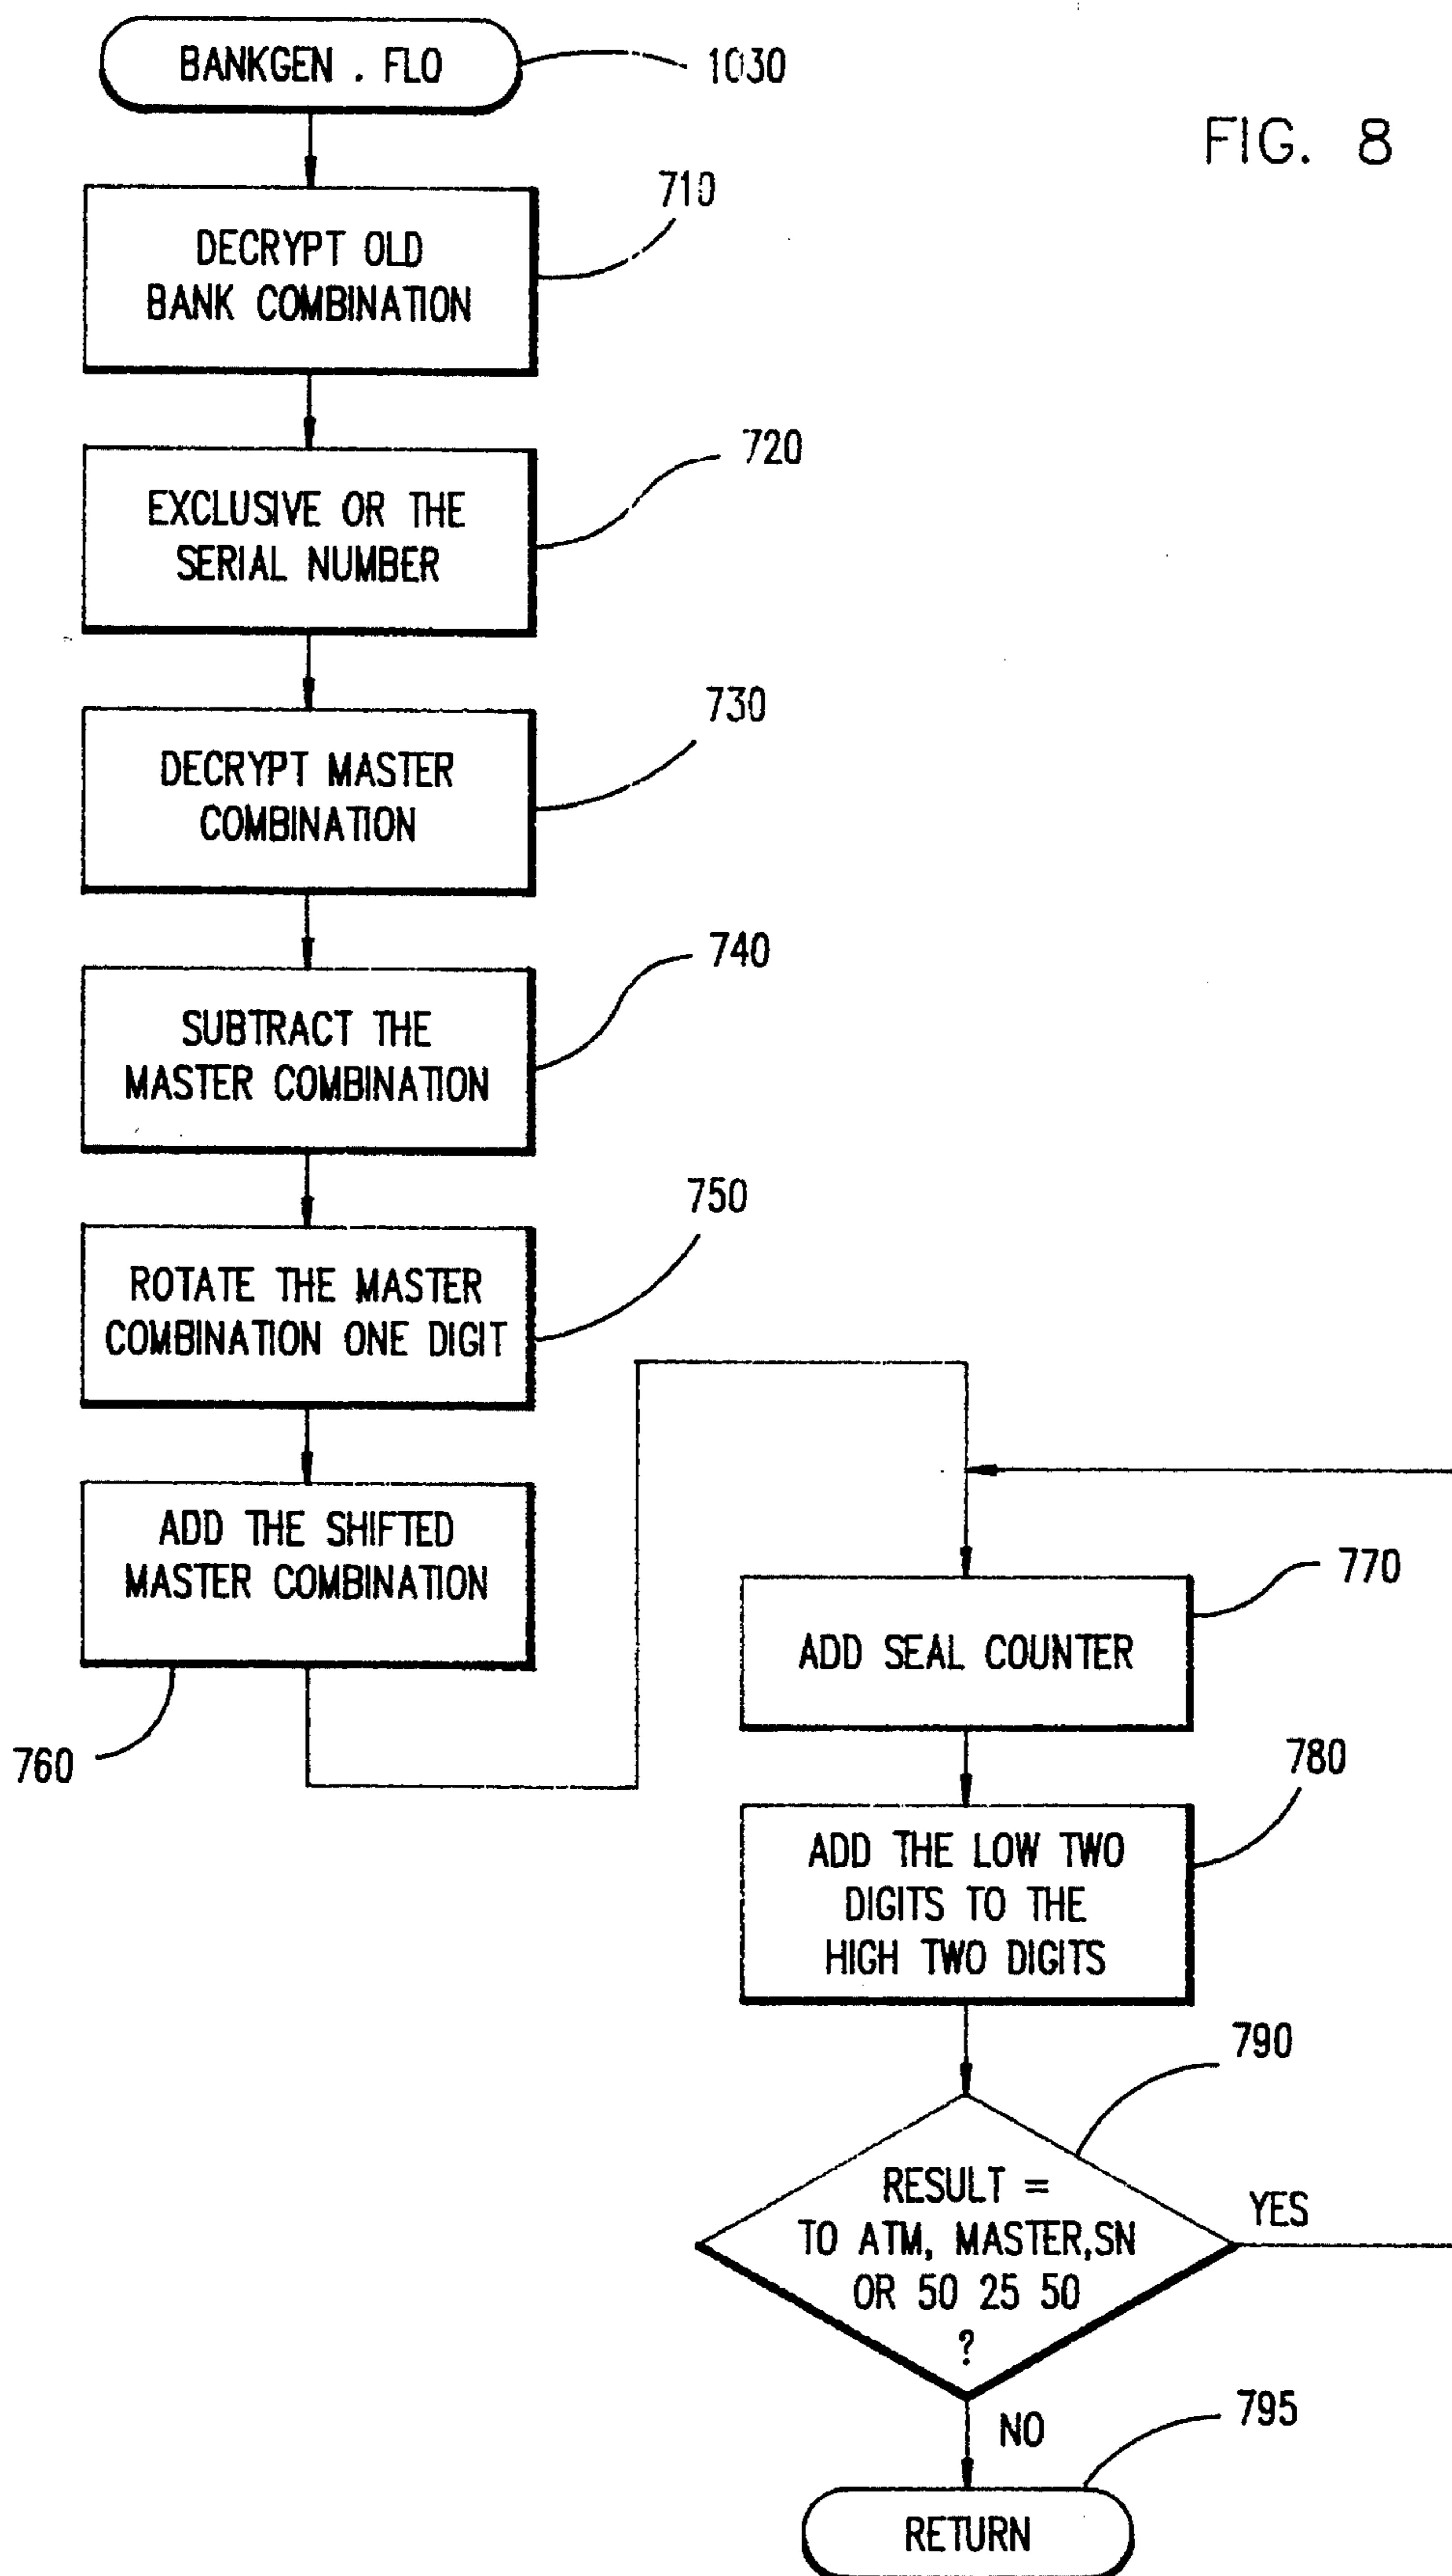 BANKGEN . FLO
1030
FIG. 8
710
DECRYPT OLD
BANK COMBINATION
720
EXCLUSIVE OR THE
SERIAL NUMBER
730
DECRYPT MASTER
COMBINATION
740
SUBTRACT THE
MASTER COMBINATION
750
ROTATE THE MASTER
COMBINATION ONE DIGIT
ADD THE SHIFTED
MASTER COMBINATION
760
770
ADD SEAL COUNTER
780
ADD THE LOW TWO
DIGITS TO THE
HIGH TWO DIGITS
790
RESULT =
TO ATM, MASTER,SN
OR 50 25 50
?
YES
NO
795
RETURN